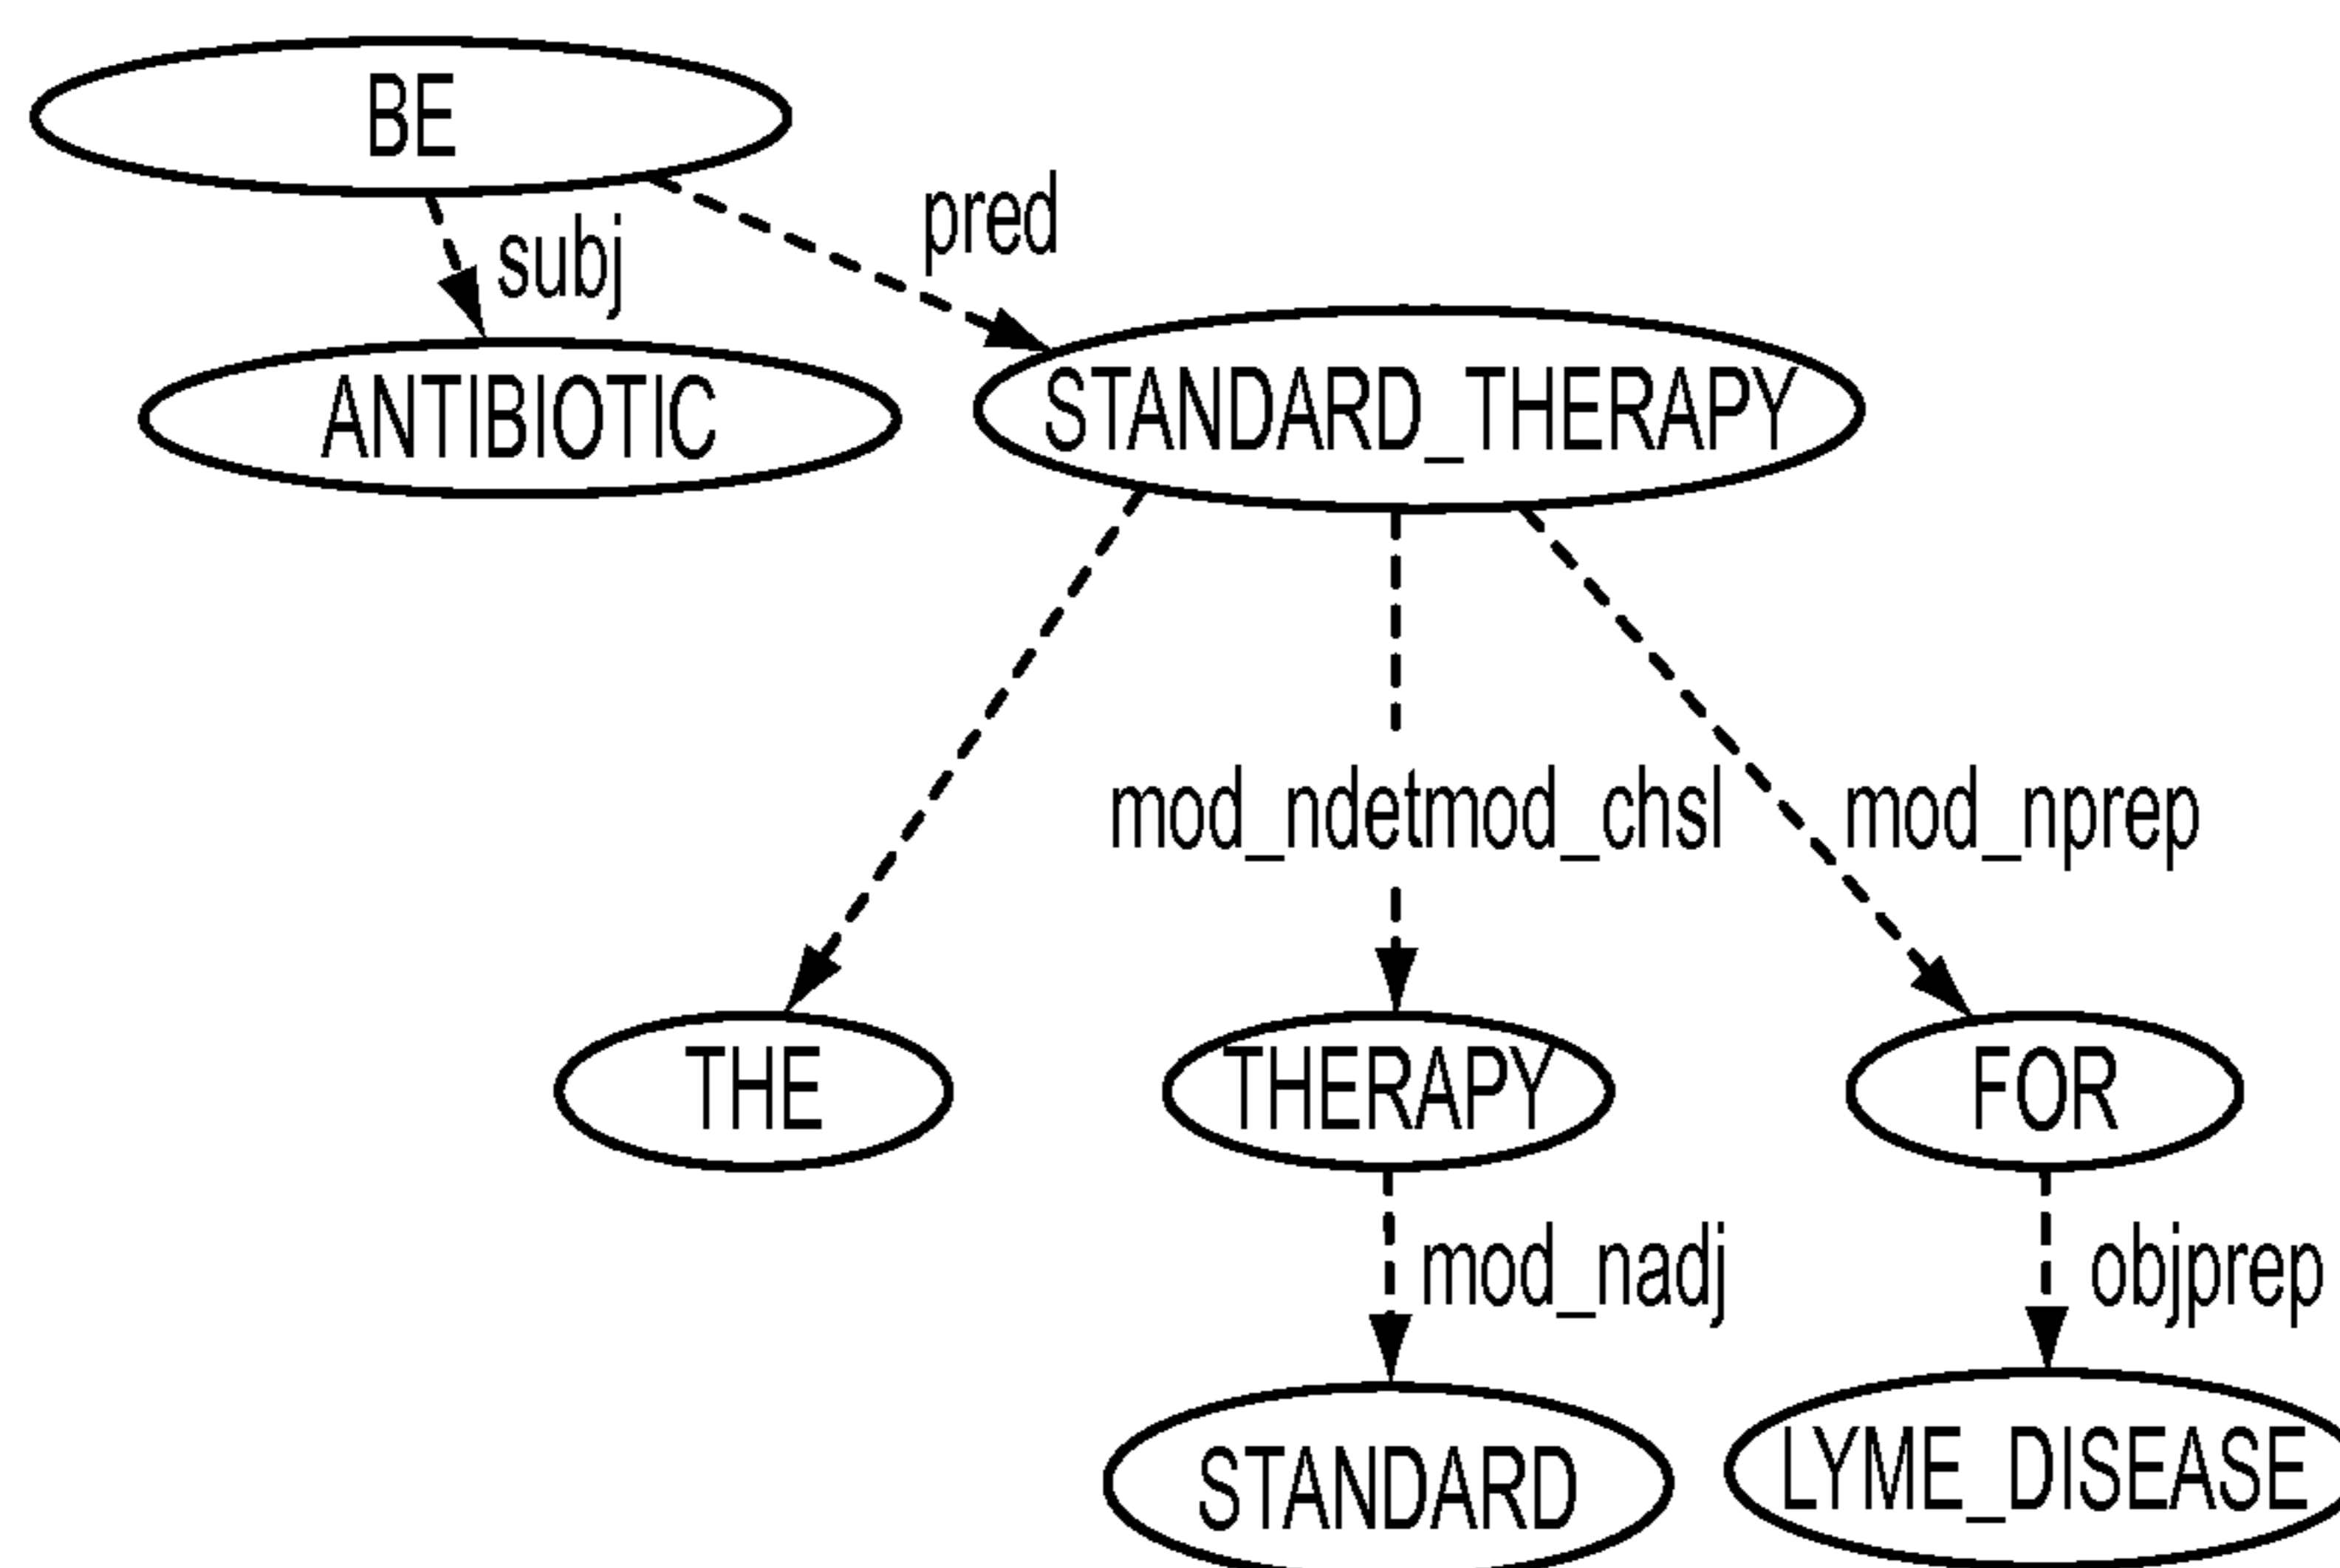 BE
subj
pred
ANTIBIOTIC
STANDARD_THERAPY
mod_ndetmod_chsl
mod_nprep
THE
THERAPY
FOR
mod_nadj
objprep
STANDARD
LYME_DISEASE